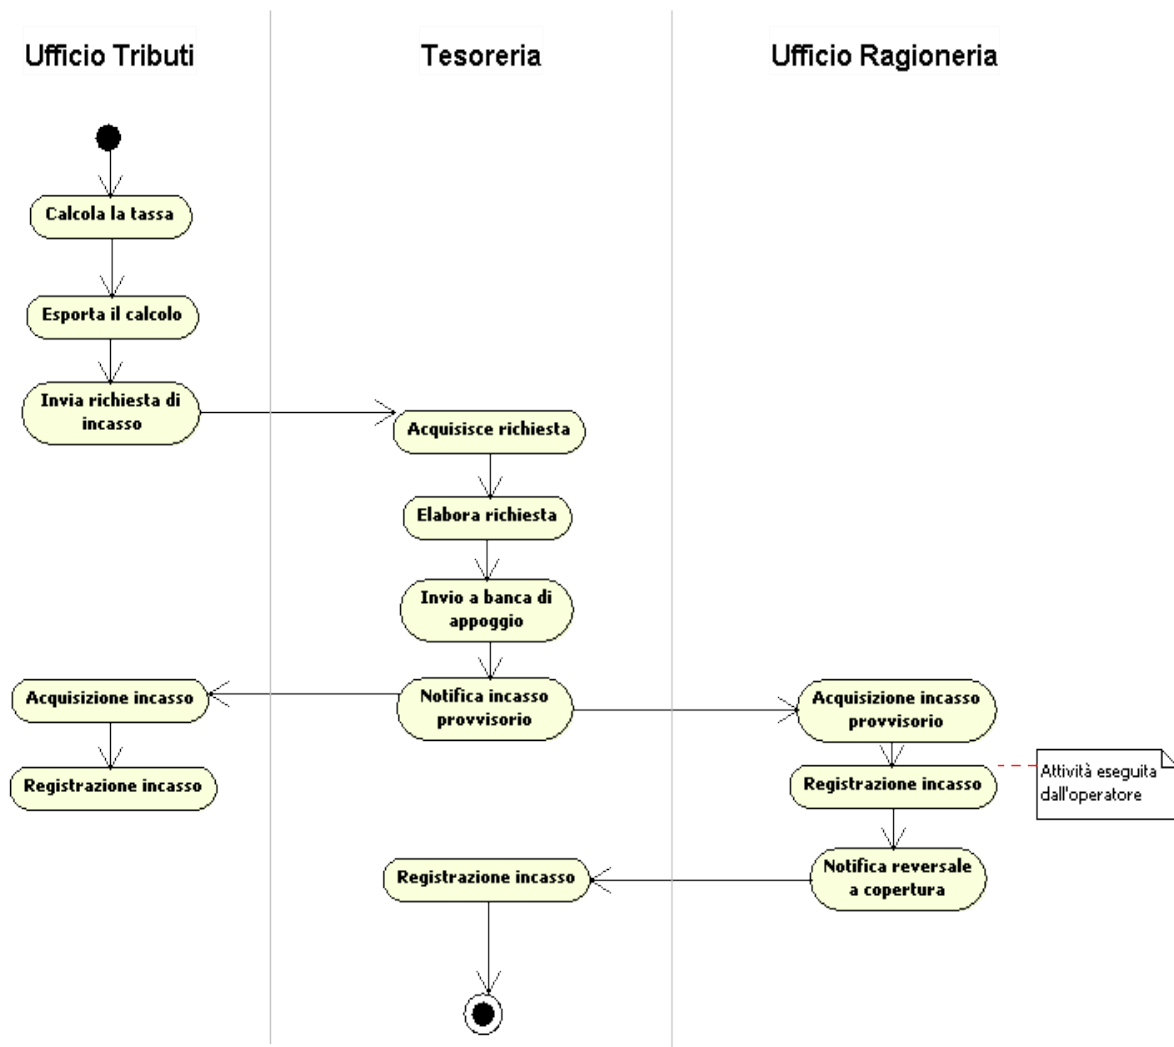 Ufficio Tributi
Tesoreria
Ufficio Ragioneria
Calcola la tassa
Esporta il calcolo
Invia richiesta di
incasso
Acquisisce richiesta
Elabora richiesta
Invio a banca di
appoggio
Acquisizione incasso
Notifica incasso
provvisorio
Acquisizione incasso
provvisorio
Registrazione incasso
Registrazione incasso
Attività eseguita
dall'operatore
Registrazione incasso
Notifica reversale
a copertura